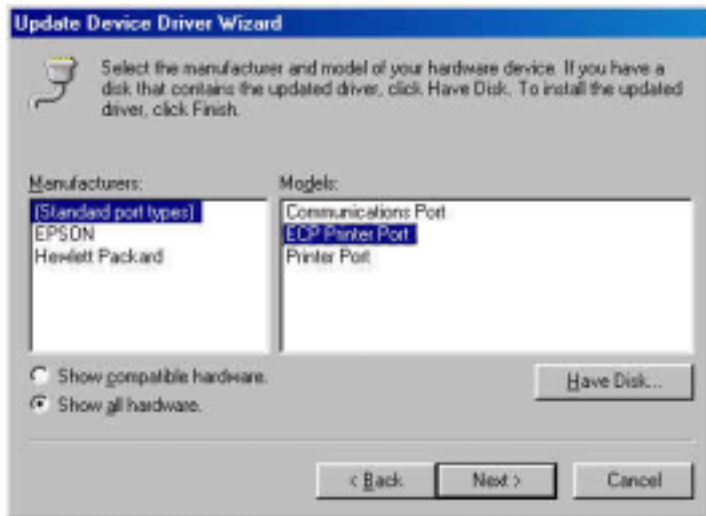 Update Device Driver Wizard
Select the manufacturer and model of your hardware device. If you have a
disk that contains the updated driver, click Have Disk. To install the updated
driver, click Finish.
Manufacturers:
Models:
(Standard port types)
EPSON
Hewlett Packard
Communications Port
ECP Printer Port
Printer Port
Show compatible hardware.
Show all hardware.
Have Disk...
< Back
Next >
Cancel